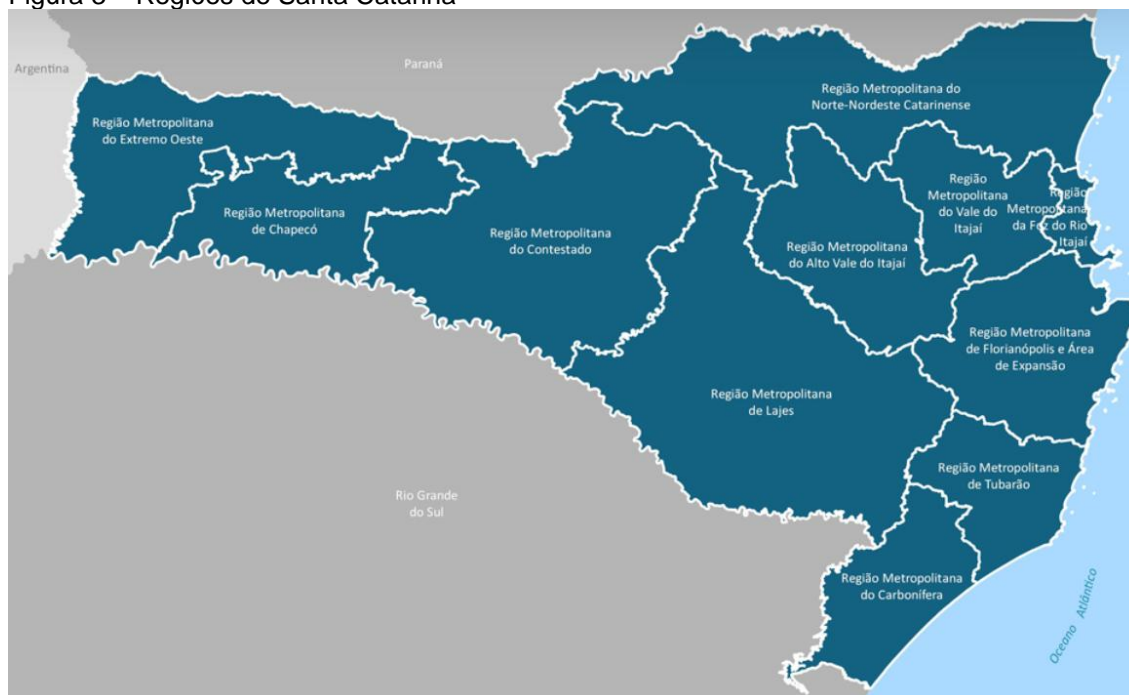 Figura 3 – Regiões de Santa Catarina
Argentina
Paraná
Região Metropolitana do
Norte-Nordeste Catarinense
Região Metropolitana
do Extremo Oeste
Região
Metropolitana
do Vale do
Itajaí
Região
Metropolitana
da Foz do Rio
Itajaí
Região Metropolitana
de Chapecó
Região Metropolitana
do Contestado
Região Metropolitana
do Alto Vale do Itajaí
Região Metropolitana
de Florianópolis e Área
de Expansão
Região Metropolitana
de Lajes
Região Metropolitana
de Tubarão
Rio Grande
do Sul
Região Metropolitana
do Carbonífera
Oceano Atlântico